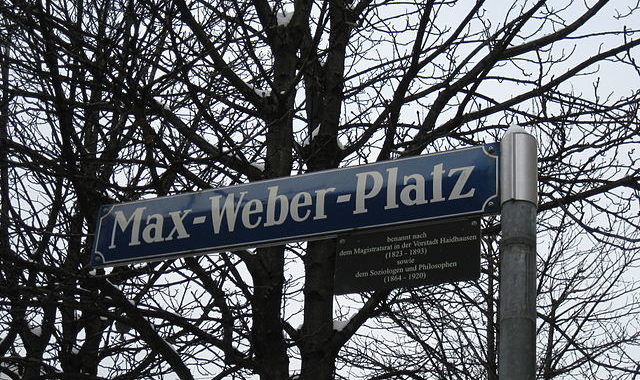 Max-Weber-Platz
benannt nach
dem Magistratsrat in der Vorstadt Haidhausen
(1823 - 1893)
sowie
dem Soziologen und Philosophen
(1864 - 1920)